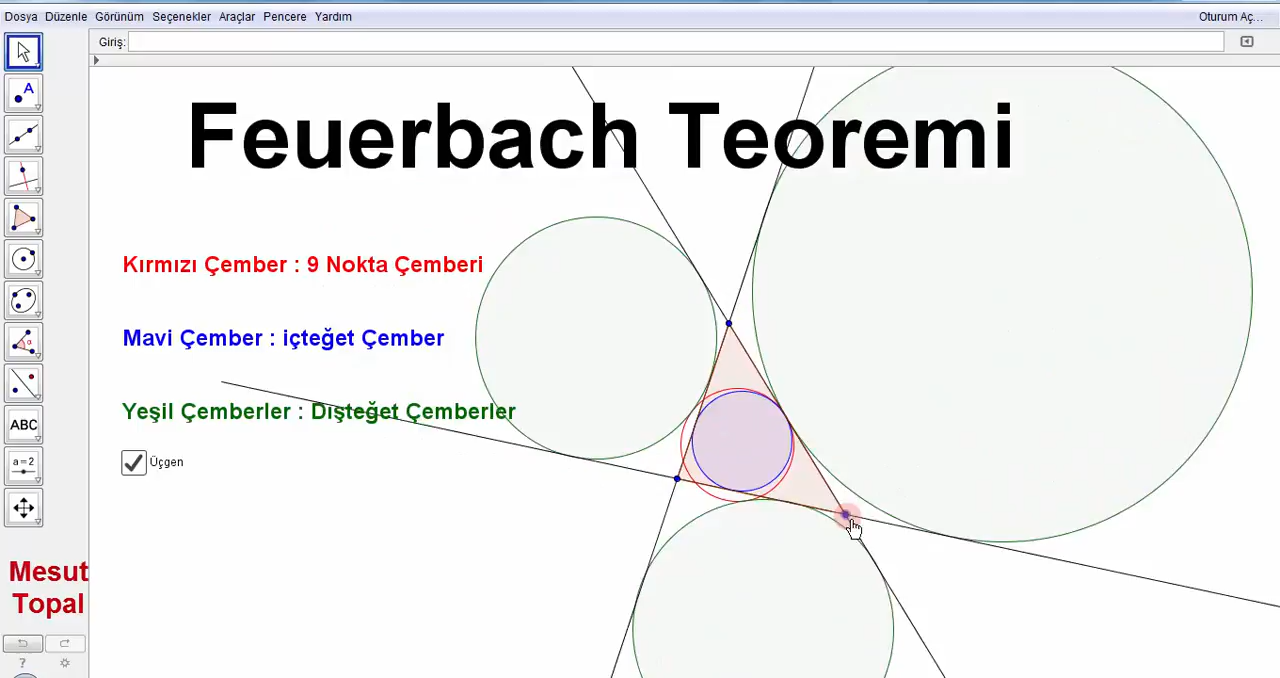 Dosya Düzenle Görünüm Seçenekler Araçlar Pencere Yardım Oturum Aç...
Giriş:
Feuerbach Teoremi
Kırmızı Çember : 9 Nokta Çemberi
Mavi Çember : içteğet Çember
Yeşil Çemberler : Dışteğet Çemberler
Üçgen
A
α
ABC
a=2
Mesut
Topal
?